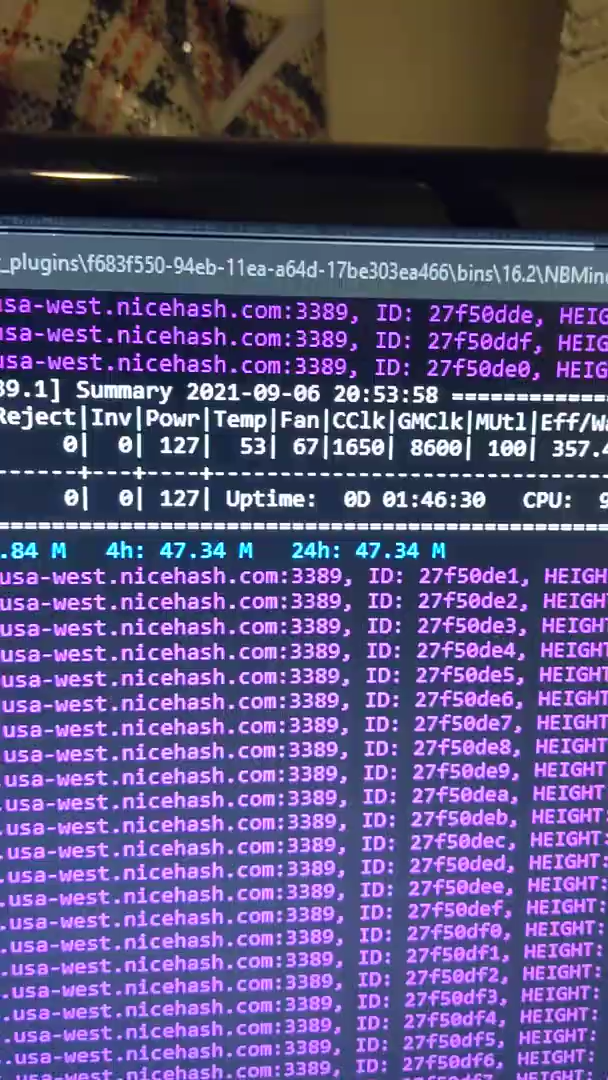 _plugins\f683f550-94eb-11ea-a64d-17be303ea466\bins\16.2\NBMin
usa-west.nicehash.com:3389, ID: 27f50dde, HEIG
usa-west.nicehash.com:3389, ID: 27f50ddf, HEIG
usa-west.nicehash.com:3389, ID: 27f50de0, HEIG
39.1] Summary 2021-09-06 20:53:58 ==============
Reject|Inv|Powr|Temp|Fan|CClk|GMClk|MUtl|Eff/Wa
0| 0| 127| 53| 67|1650| 8600| 100| 357.4
0| 0| 127| Uptime: 0D 01:46:30 CPU: 9
.84 M 4h: 47.34 M 24h: 47.34 M
usa-west.nicehash.com:3389, ID: 27f50de1, HEIGH
usa-west.nicehash.com:3389, ID: 27f50de2, HEIGH
usa-west.nicehash.com:3389, ID: 27f50de3, HEIGH
usa-west.nicehash.com:3389, ID: 27f50de4, HEIGH
usa-west.nicehash.com:3389, ID: 27f50de5, HEIGH
usa-west.nicehash.com:3389, ID: 27f50de6, HEIGH
usa-west.nicehash.com:3389, ID: 27f50de7, HEIGHT
.usa-west.nicehash.com:3389, ID: 27f50de8, HEIGHT
.usa-west.nicehash.com:3389, ID: 27f50de9, HEIGHT
.usa-west.nicehash.com:3389, ID: 27f50dea, HEIGHT:
.usa-west.nicehash.com:3389, ID: 27f50deb, HEIGHT:
.usa-west.nicehash.com:3389, ID: 27f50dec, HEIGHT:
.usa-west.nicehash.com:3389, ID: 27f50ded, HEIGHT:
.usa-west.nicehash.com:3389, ID: 27f50dee, HEIGHT:
.usa-west.nicehash.com:3389, ID: 27f50def, HEIGHT:
.usa-west.nicehash.com:3389, ID: 27f50df0, HEIGHT:
.usa-west.nicehash.com:3389, ID: 27f50df1, HEIGHT:
.usa-west.nicehash.com:3389, ID: 27f50df2, HEIGHT:
.usa-west.nicehash.com:3389, ID: 27f50df3, HEIGHT:
.usa-west.nicehash.com:3389, ID: 27f50df4, HEIGHT:
.usa-west.nicehash.com:3389, ID: 27f50df5, HEIGHT:
.usa-west.nicehash.com:3389, ID: 27f50df6, HEIGHT: